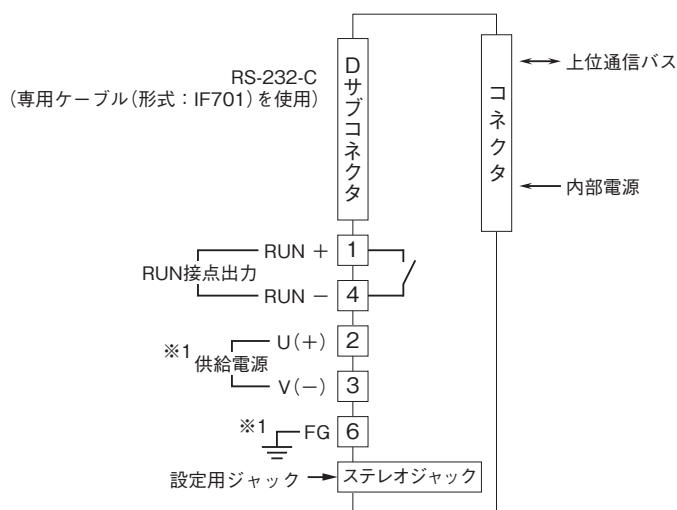 RS-232-C
(専用ケーブル(形式：IF701)を使用)
Dサブコネクタ
コネクタ
上位通信バス
内部電源
RUN接点出力
RUN ＋
1
RUN －
4
※1
供給電源
U(＋)
2
V(－)
3
※1
FG
6
設定用ジャック
ステレオジャック